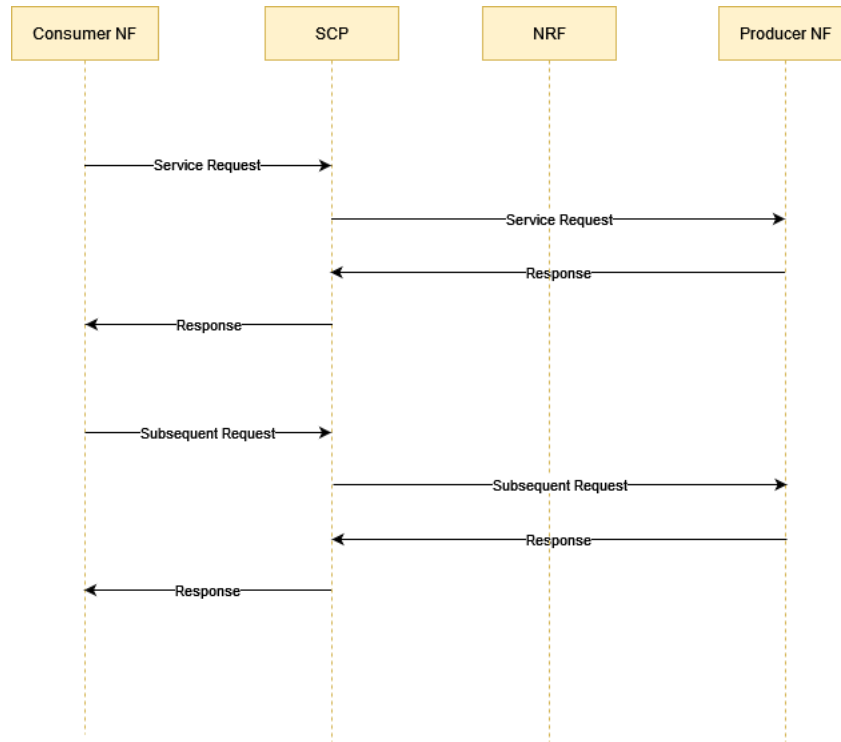 Consumer NF
SCP
NRF
Producer NF
Service Request
Service Request
Response
Response
Subsequent Request
Subsequent Request
Response
Response